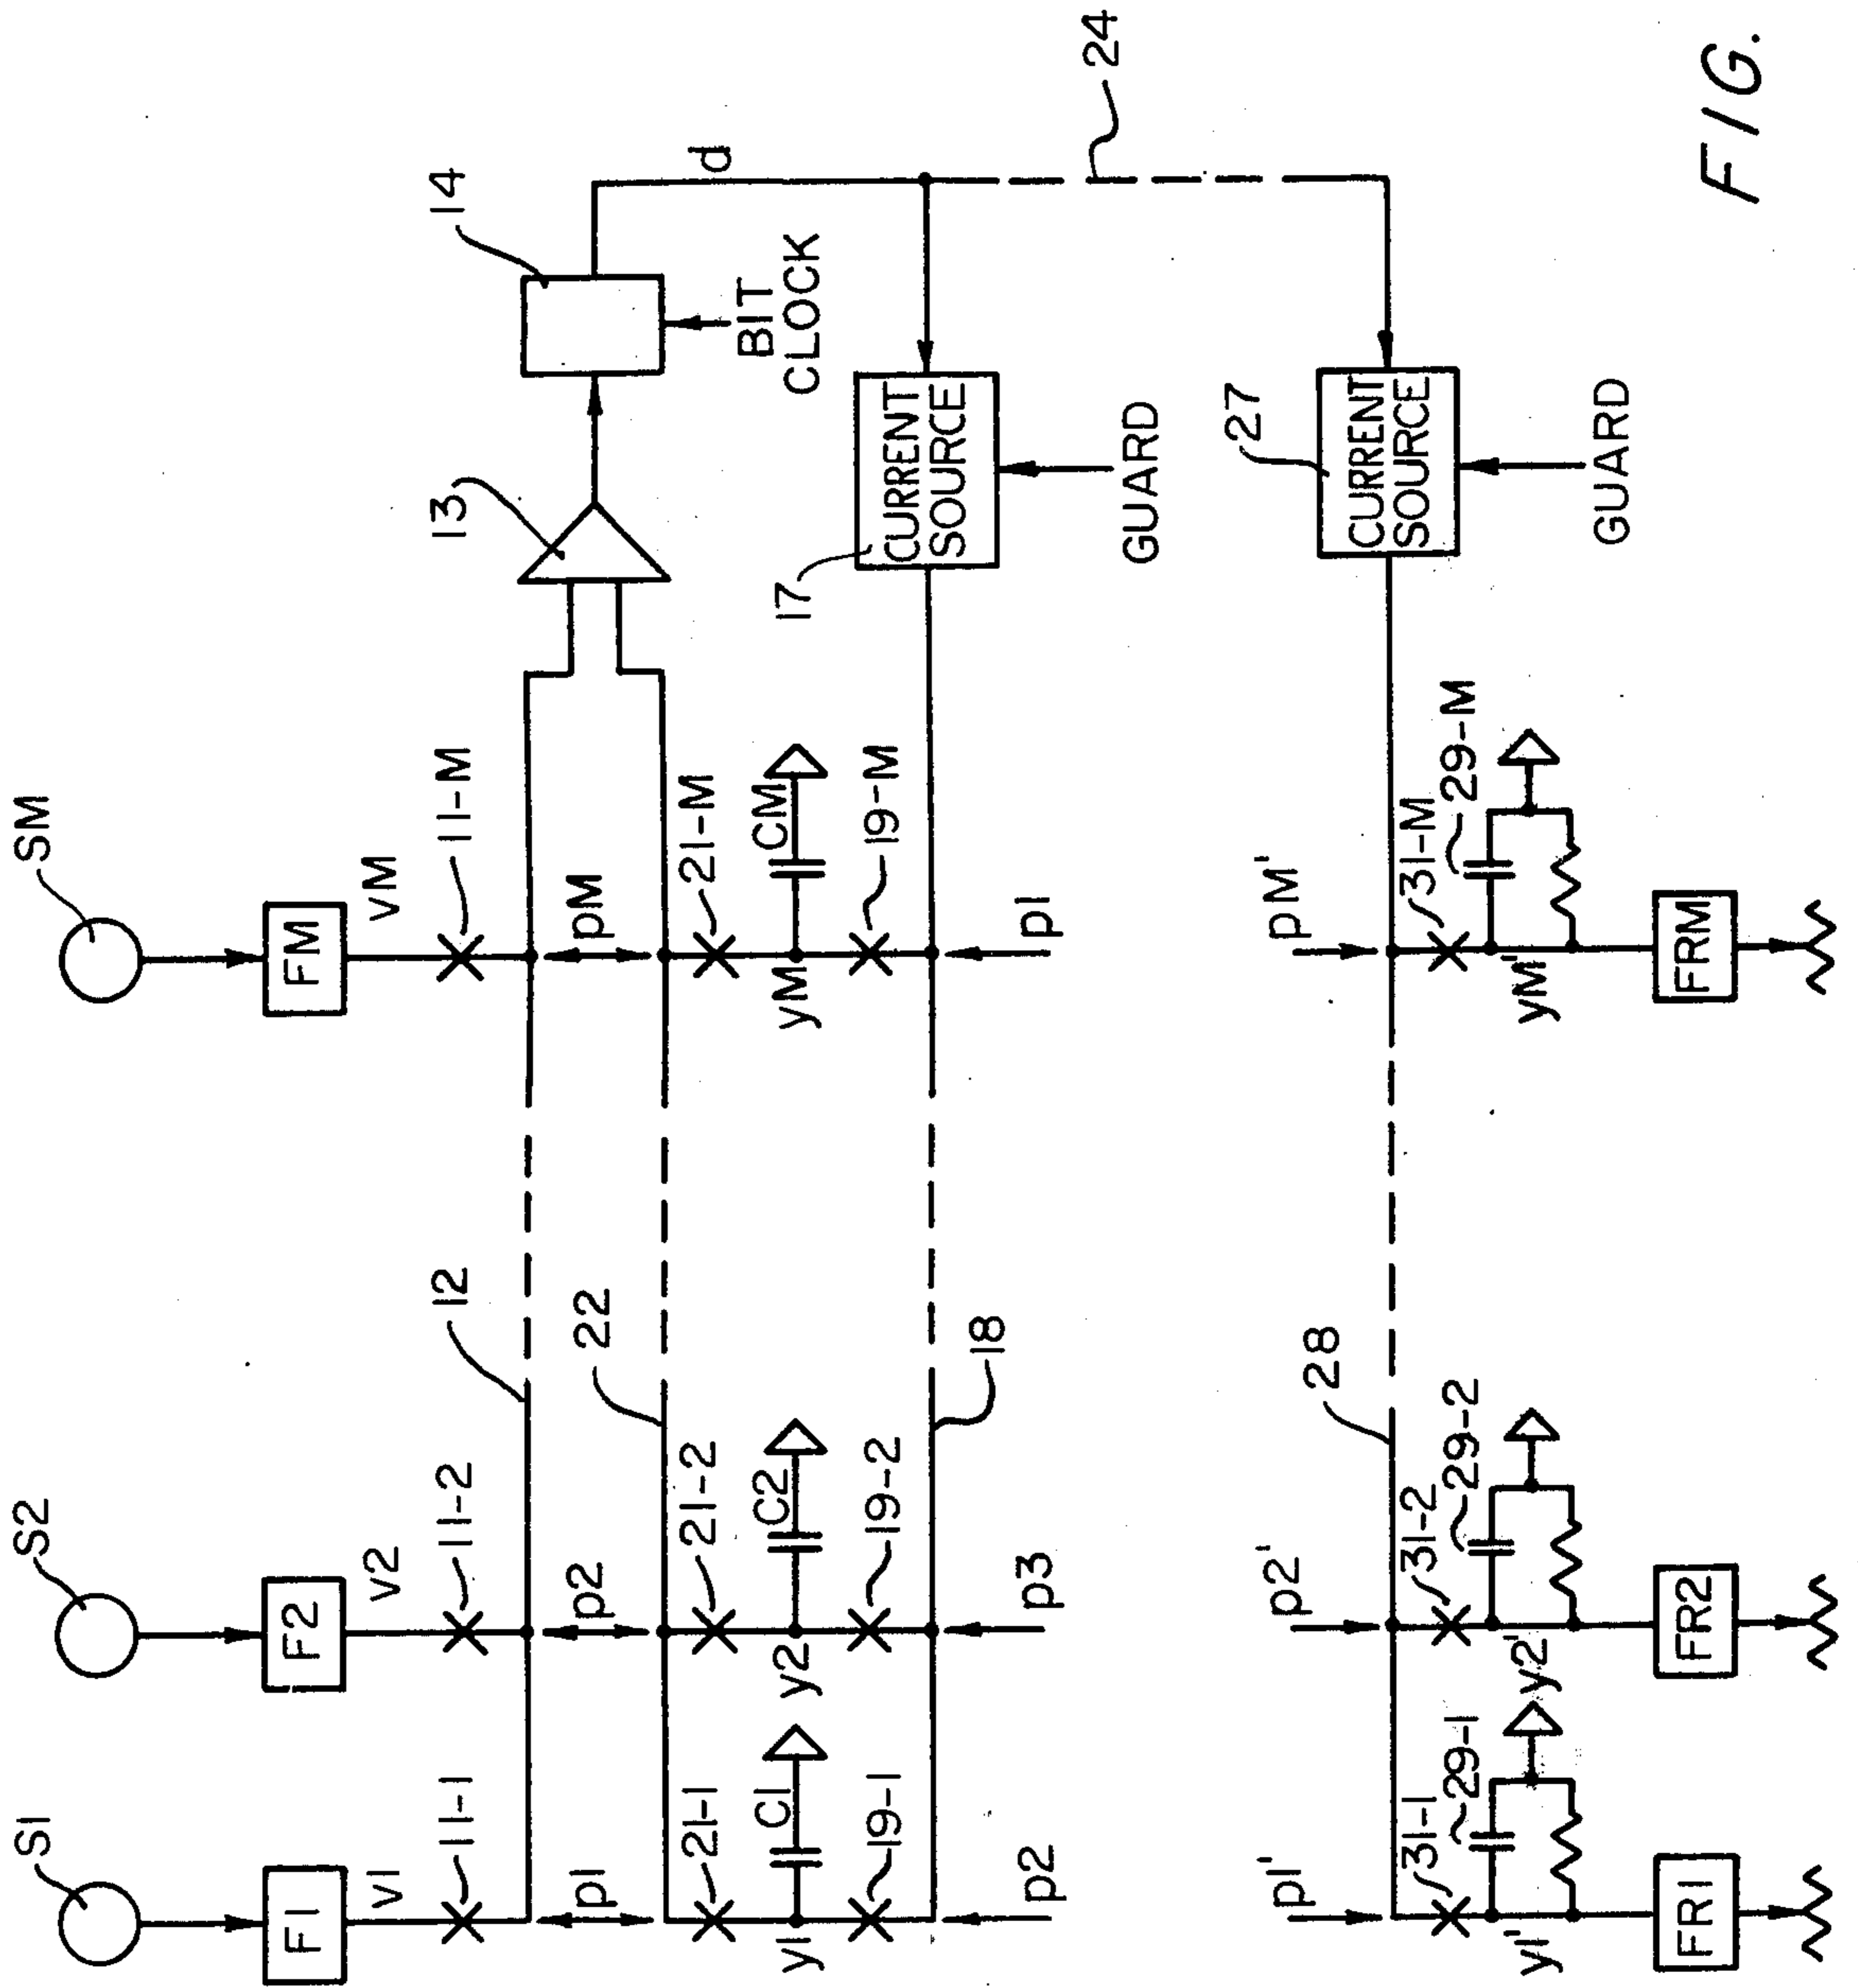 S1
S2
SM
F1
F2
FM
v1
v2
vM
11-1
11-2
11-M
12
13
14
p1
p2
pM
BIT
CLOCK
d
22
21-1
21-2
21-M
C1
C2
CM
y1
y2
yM
19-1
19-2
19-M
17
CURRENT
SOURCE
18
p2
p3
p1
GUARD
24
p1'
p2'
pM'
28
27
CURRENT
SOURCE
31-1
31-2
31-M
29-1
29-2
29-M
y1'
y2'
yM'
GUARD
FR1
FR2
FRM
FIG.